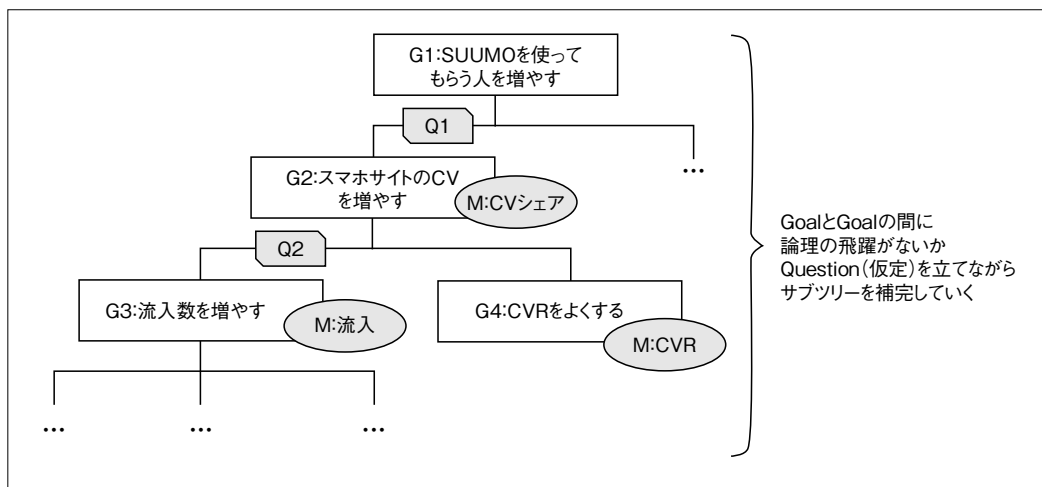 G1:SUUMOを使って
もらう人を増やす
Q1
…
G2:スマホサイトのCV
を増やす
M:CVシェア
Q2
G3:流入数を増やす
M:流入
G4:CVRをよくする
M:CVR
… … …
GoalとGoalの間に
論理の飛躍がないか
Question(仮定)を立てながら
サブツリーを補完していく